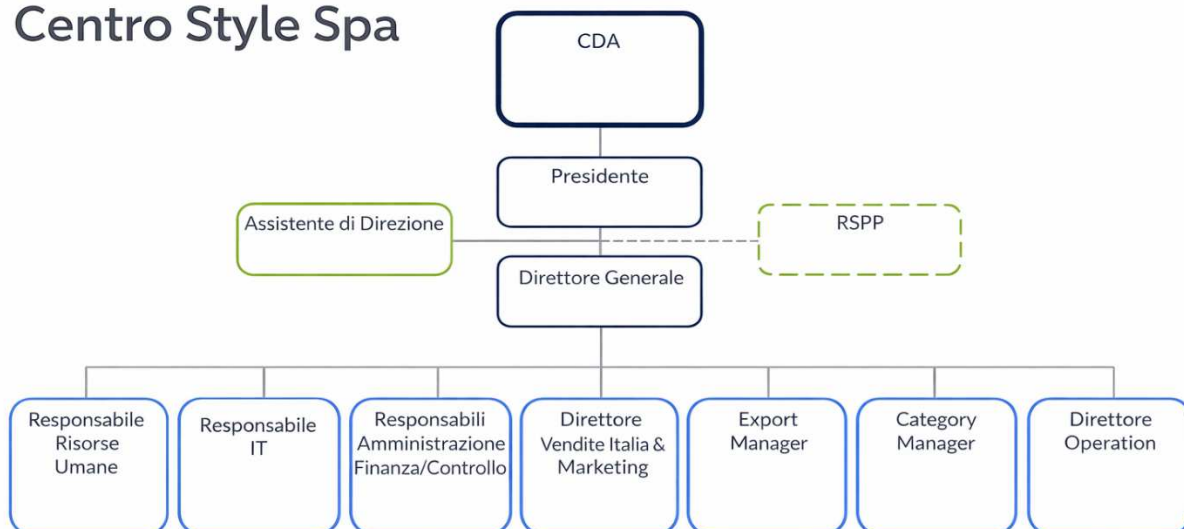 Centro Style Spa
CDA
Presidente
Assistente di Direzione
RSPP
Direttore Generale
Responsabile
Risorse
Umane
Responsabile
IT
Responsabili
Amministrazione
Finanza/Controllo
Direttore
Vendite Italia &
Marketing
Export
Manager
Category
Manager
Direttore
Operation